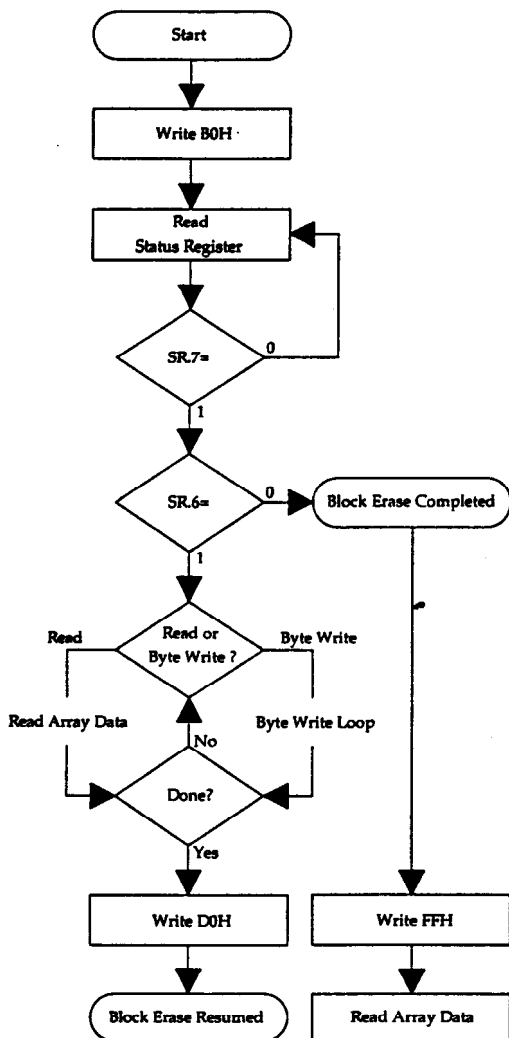 Start
Write B0H
Read
Status Register
SR.7=
0
1
SR.6=
0
Block Erase Completed
1
Read
Read or
Byte Write ?
Byte Write
Read Array Data
No
Byte Write Loop
Done?
Yes
Write D0H
Write FFH
Block Erase Resumed
Read Array Data